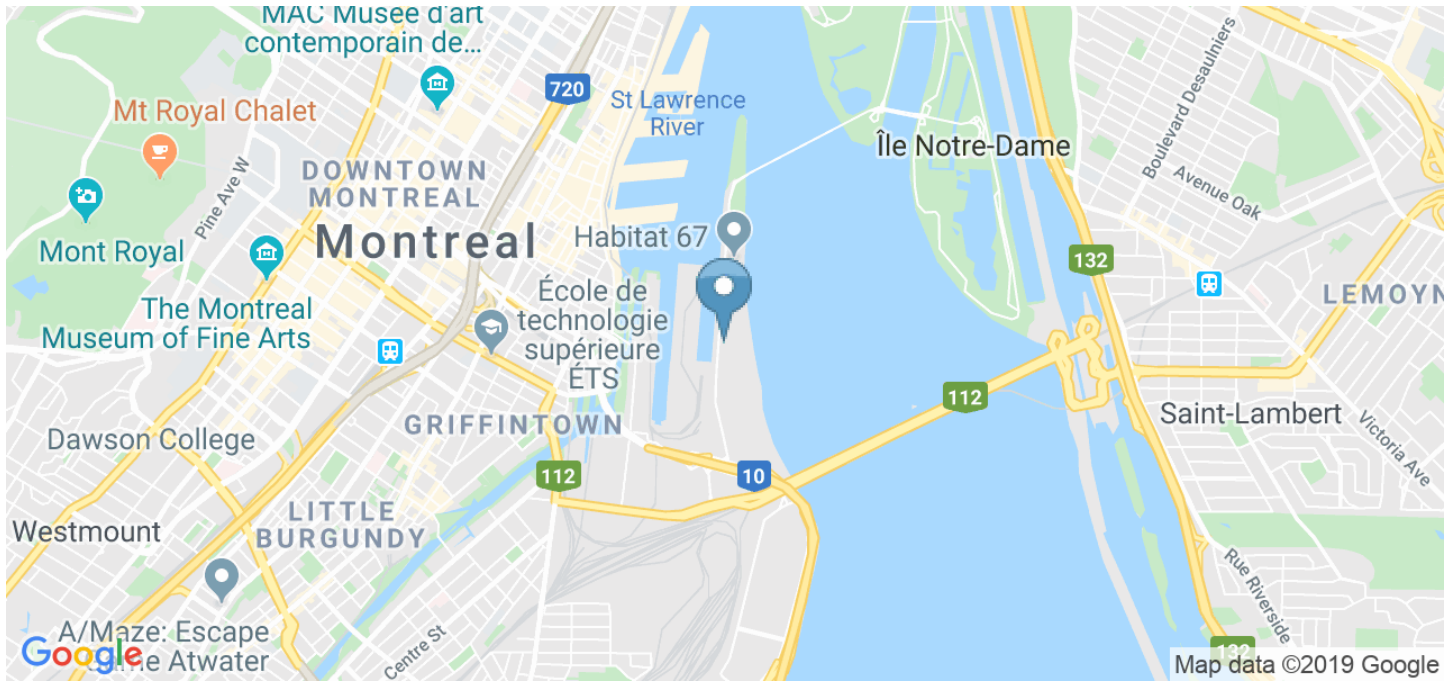 MAC Musée d'art
contemporain de...
720
Mt Royal Chalet
St Lawrence
River
Boulevard Desaulniers
Île Notre-Dame
DOWNTOWN
MONTREAL
Pine Ave W
Avenue Oak
Mont Royal
Montreal
Habitat 67
132
LEMOYN
The Montreal
Museum of Fine Arts
École de
technologie
supérieure
ÉTS
112
Saint-Lambert
GRIFFINTOWN
Victoria Ave
Dawson College
112
10
LITTLE
BURGUNDY
Westmount
Rue Riverside
A/Maze: Escape
Game Atwater
Google
Centre St
132
Map data ©2019 Google